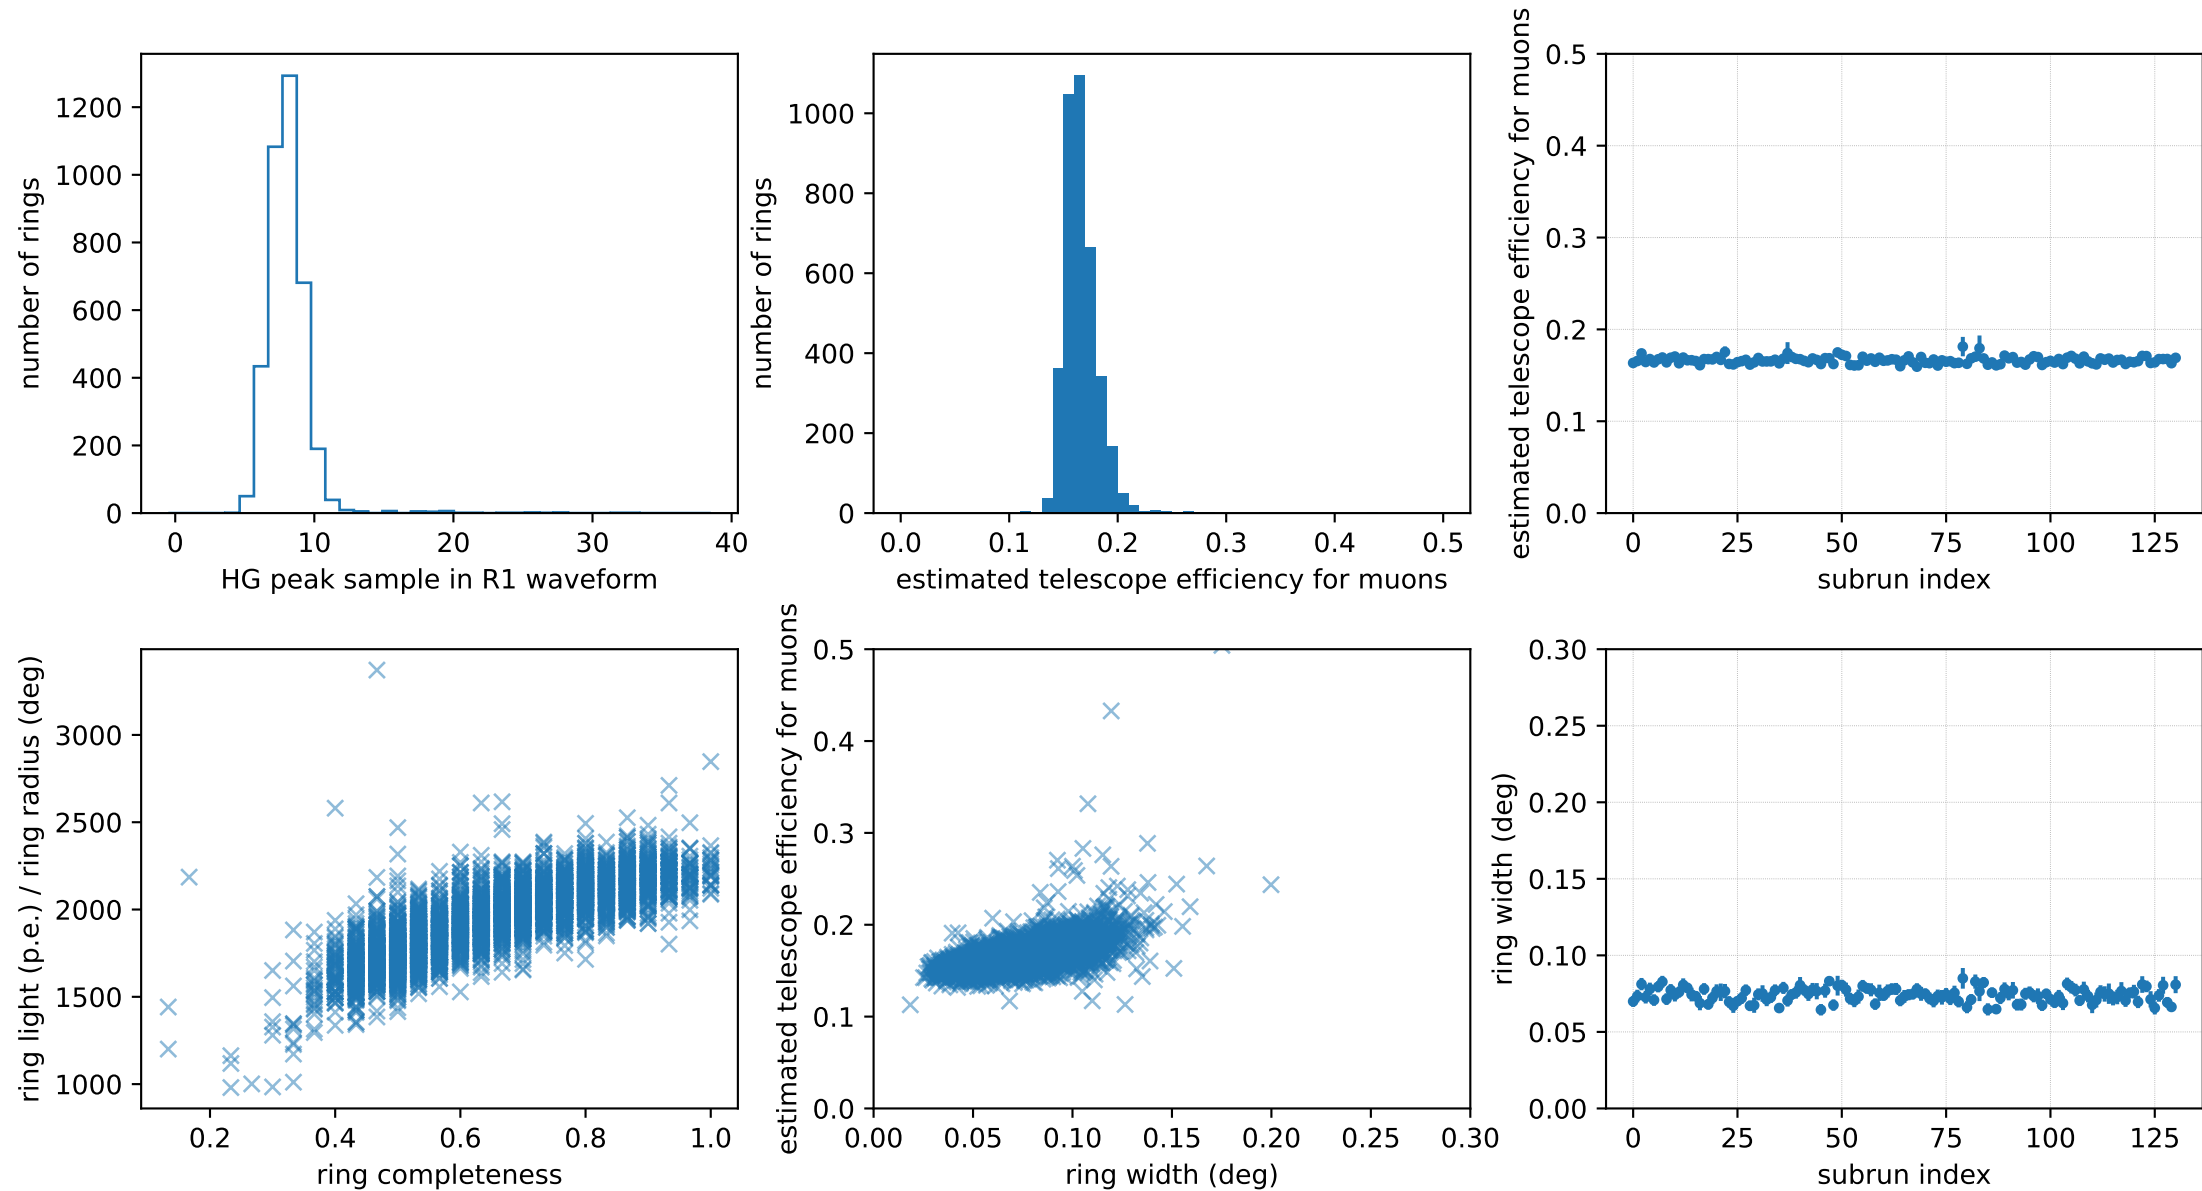 number of rings
1200
1000
800
600
400
200
0
0 10 20 30 40
HG peak sample in R1 waveform
number of rings
1000
800
600
400
200
0
0.0 0.1 0.2 0.3 0.4 0.5
estimated telescope efficiency for muons
estimated telescope efficiency for muons
0.5
0.4
0.3
0.2
0.1
0.0
0 25 50 75 100 125
subrun index
ring light (p.e.) / ring radius (deg)
3000
2500
2000
1500
1000
0.2 0.4 0.6 0.8 1.0
ring completeness
estimated telescope efficiency for muons
0.5
0.4
0.3
0.2
0.1
0.0
0.00 0.05 0.10 0.15 0.20 0.25 0.30
ring width (deg)
ring width (deg)
0.30
0.25
0.20
0.15
0.10
0.05
0.00
0 25 50 75 100 125
subrun index